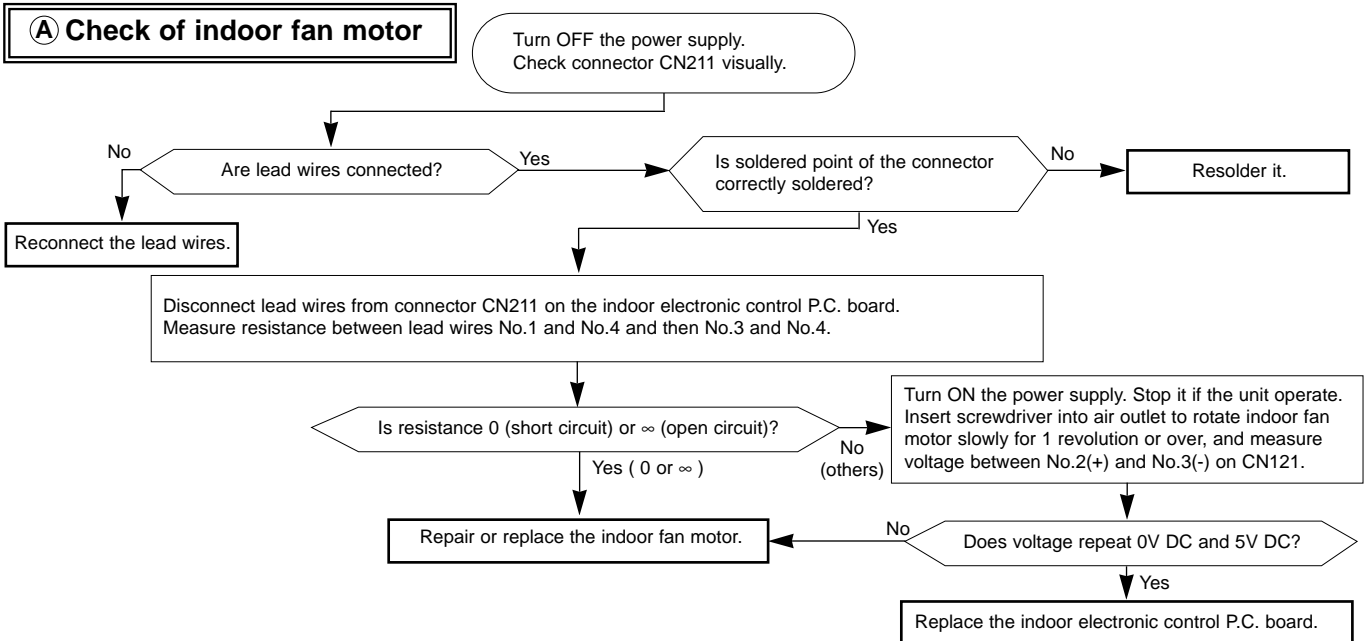 Ⓐ Check of indoor fan motor
Turn OFF the power supply.
Check connector CN211 visually.
No
Are lead wires connected?
Yes
Is soldered point of the connector
correctly soldered?
No
Resolder it.
Reconnect the lead wires.
Yes
Disconnect lead wires from connector CN211 on the indoor electronic control P.C. board.
Measure resistance between lead wires No.1 and No.4 and then No.3 and No.4.
Is resistance 0 (short circuit) or ∞ (open circuit)?
No
(others)
Turn ON the power supply. Stop it if the unit operate.
Insert screwdriver into air outlet to rotate indoor fan
motor slowly for 1 revolution or over, and measure
voltage between No.2(+) and No.3(-) on CN121.
Yes ( 0 or ∞ )
Repair or replace the indoor fan motor.
No
Does voltage repeat 0V DC and 5V DC?
Yes
Replace the indoor electronic control P.C. board.